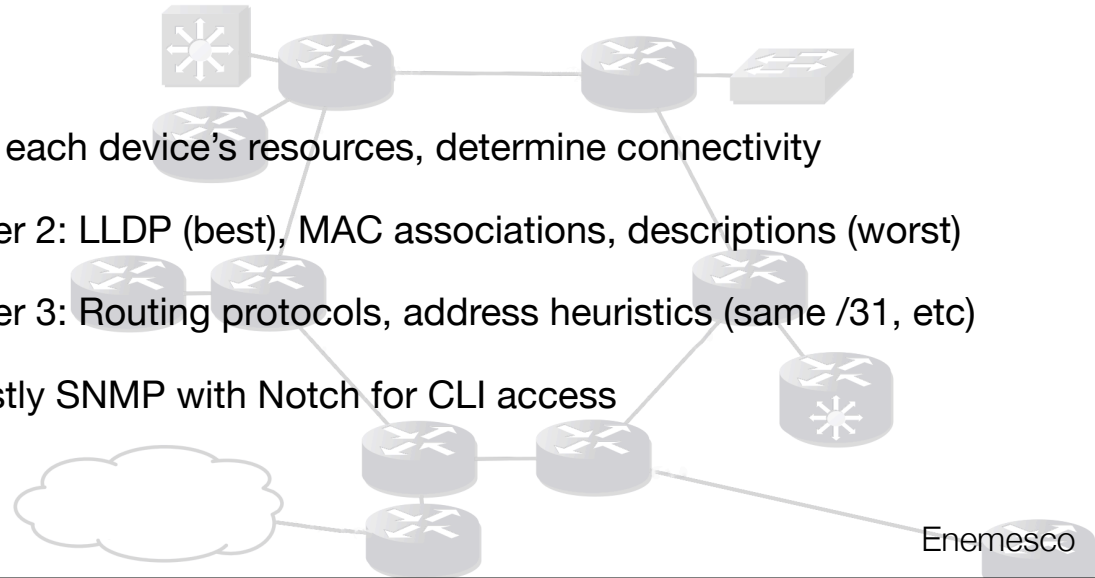 each device's resources, determine connectivity
er 2: LLDP (best), MAC associations, descriptions (worst)
er 3: Routing protocols, address heuristics (same /31, etc)
stly SNMP with Notch for CLI access
Enemesco